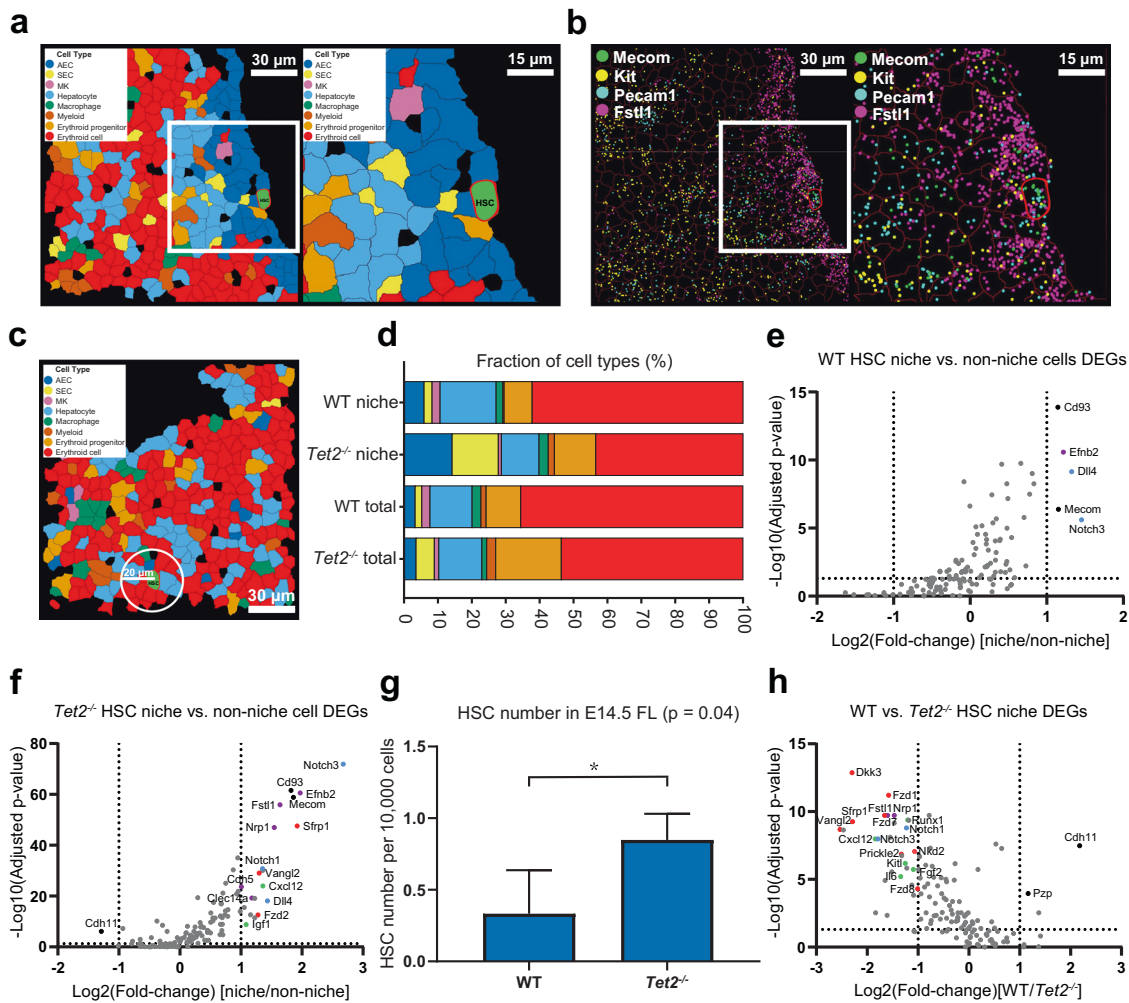 a
Cell Type
AEC
SEC
MK
Hepatocyte
Macrophage
Myeloid
Erythroid progenitor
Erythroid cell
30 µm
Cell Type
AEC
SEC
MK
Hepatocyte
Macrophage
Myeloid
Erythroid progenitor
Erythroid cell
15 µm
HSC
HSC
b
Mecom
Kit
Pecam1
Fstl1
30 µm
Mecom
Kit
Pecam1
Fstl1
15 µm
c
Cell Type
AEC
SEC
MK
Hepatocyte
Macrophage
Myeloid
Erythroid progenitor
Erythroid cell
20 µm
HSC
30 µm
d
Fraction of cell types (%)
WT niche
Tet2-/- niche
WT total
Tet2-/- total
0 10 20 30 40 50 60 70 80 90 100
e
WT HSC niche vs. non-niche cells DEGs
-Log10(Adjusted p-value)
15
10
5
0
Cd93
Efnb2
Dll4
Mecom
Notch3
-2 -1 0 1 2
Log2(Fold-change) [niche/non-niche]
f
Tet2-/- HSC niche vs. non-niche cell DEGs
-Log10(Adjusted p-value)
80
60
40
20
0
Notch3
Cd93
Efnb2
Mecom
Fstl1
Nrp1
Sfrp1
Notch1
Vangl2
Cdh5
Cxcl12
Clec14a
Dll4
Fzd2
Igf1
Cdh11
-2 -1 0 1 2 3
Log2(Fold-change) [niche/non-niche]
g
HSC number in E14.5 FL (p = 0.04)
HSC number per 10,000 cells
1.5
1.0
0.5
0.0
*
WT
Tet2-/-
h
WT vs. Tet2-/- HSC niche DEGs
-Log10(Adjusted p-value)
15
10
5
0
Dkk3
Fzd1
Sfrp1
Fstl1
Nrp1
Vangl2
Fzd7
Runx1
Notch1
Cxcl12
Notch3
Prickle2
Nkd2
Kitl
Il6
Fgf2
Fzd8
Cdh11
Pzp
-3 -2 -1 0 1 2 3
Log2(Fold-change)[WT/Tet2-/-]